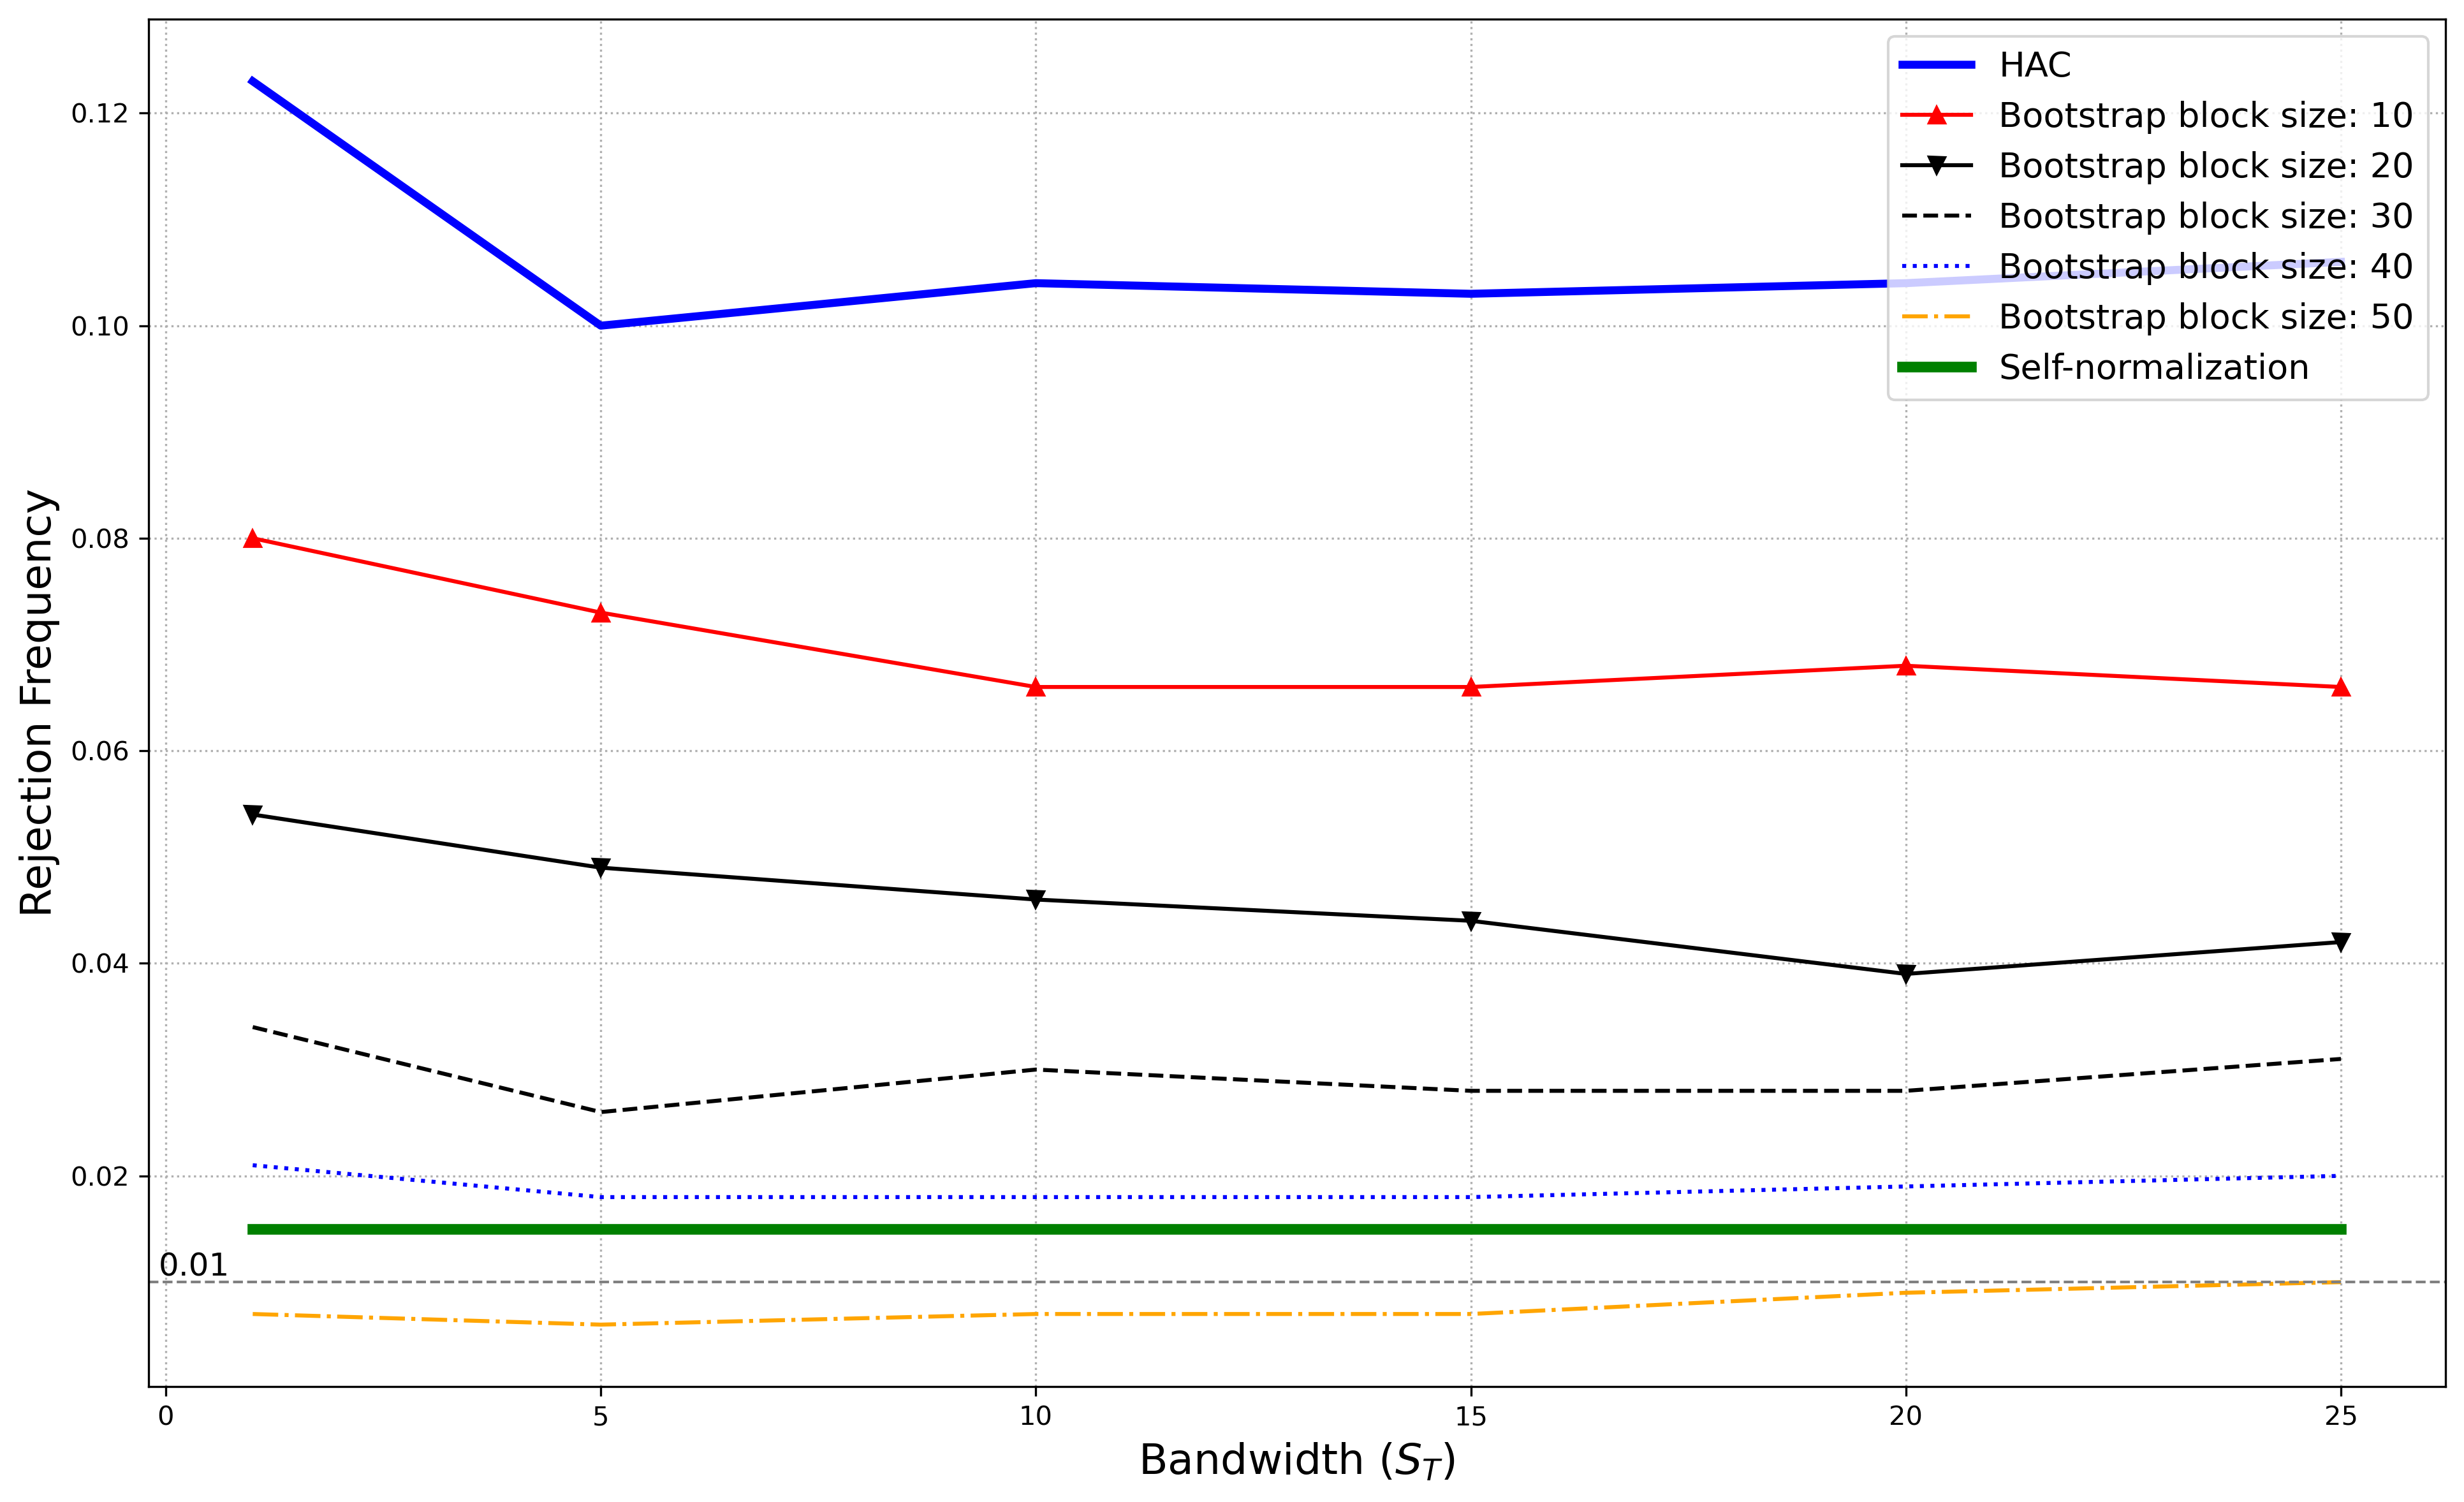 HAC
Bootstrap block size: 10
Bootstrap block size: 20
Bootstrap block size: 30
Bootstrap block size: 40
Bootstrap block size: 50
Self-normalization
Rejection Frequency
0.12
0.10
0.08
0.06
0.04
0.02
0.01
0 5 10 15 20 25
Bandwidth (S_T)